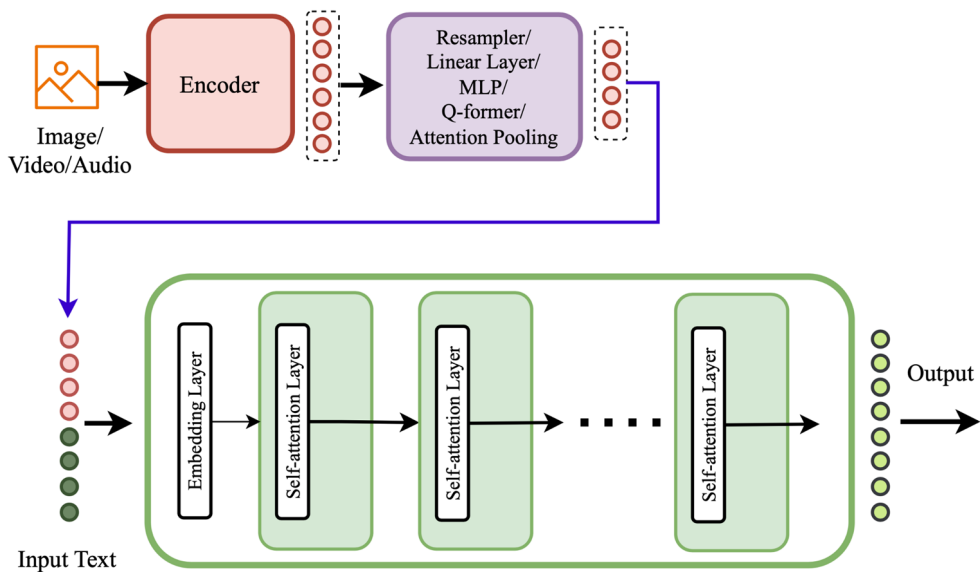 Image/
Video/Audio
Encoder
Resampler/
Linear Layer/
MLP/
Q-former/
Attention Pooling
Input Text
Embedding Layer
Self-attention Layer
Self-attention Layer
Self-attention Layer
Output